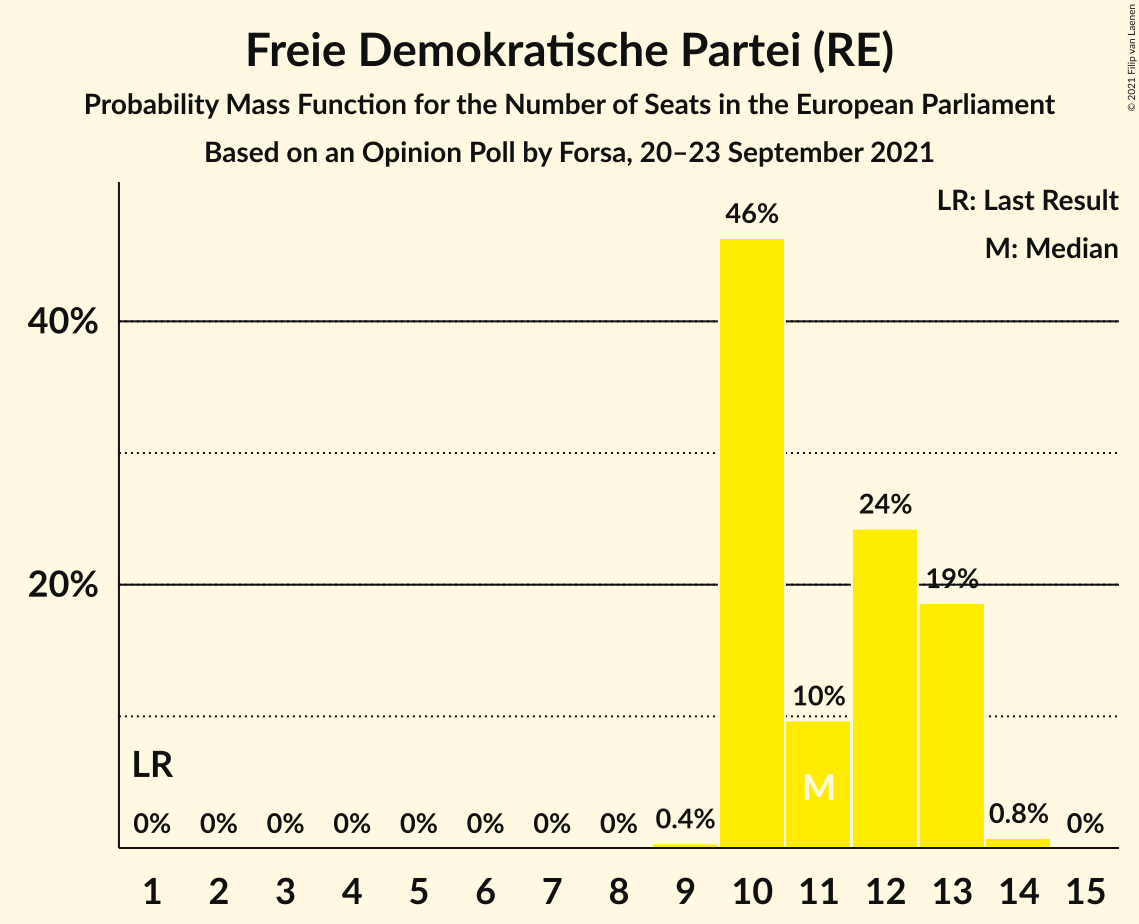 Freie Demokratische Partei (RE)
Probability Mass Function for the Number of Seats in the European Parliament
Based on an Opinion Poll by Forsa, 20–23 September 2021
© 2021 Filip van Laenen
LR: Last Result
M: Median
46%
40%
24%
20%
19%
10%
LR
M
0% 0% 0% 0% 0% 0% 0% 0% 0.4% 0.8% 0%
1 2 3 4 5 6 7 8 9 10 11 12 13 14 15